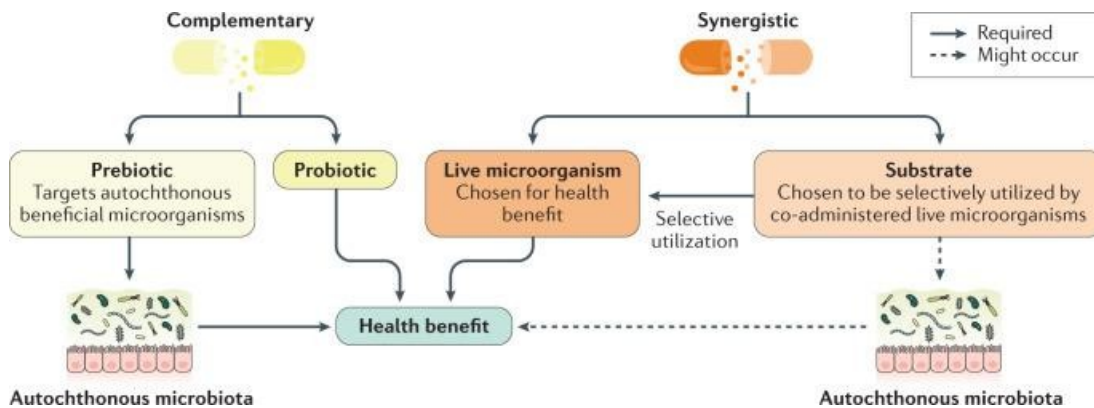 Complementary
Synergistic
Required
Might occur
Prebiotic
Targets autochthonous
beneficial microorganisms
Probiotic
Live microorganism
Chosen for health
benefit
Selective
utilization
Substrate
Chosen to be selectively utilized by
co-administered live microorganisms
Health benefit
Autochthonous microbiota
Autochthonous microbiota